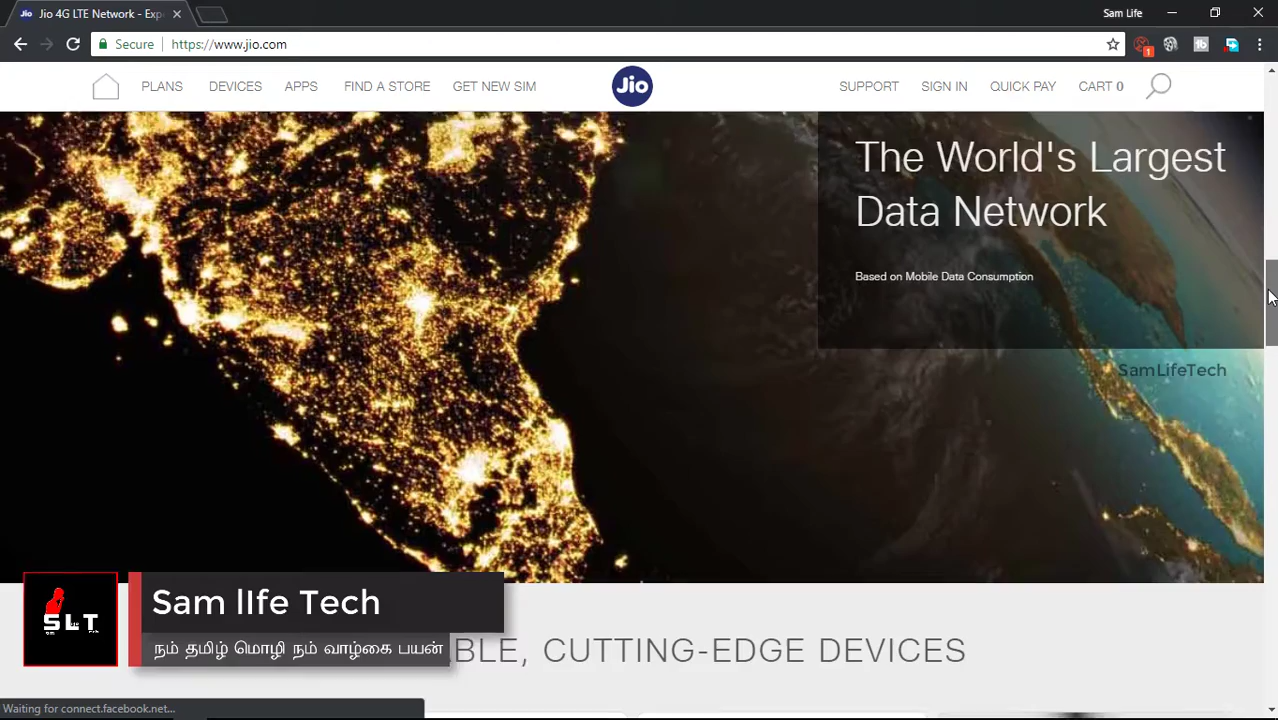 Jio 4G LTE Network - Exp
Sam Life
Secure
https://www.jio.com
1
PLANS
DEVICES
APPS
FIND A STORE
GET NEW SIM
Jio
SUPPORT
SIGN IN
QUICK PAY
CART 0
The World's Largest
Data Network
Based on Mobile Data Consumption
SamLifeTech
SLT
Sam lIfe Tech
நம் தமிழ் மொழி நம் வாழ்கை பயன்
BLE, CUTTING-EDGE DEVICES
Waiting for connect.facebook.net...